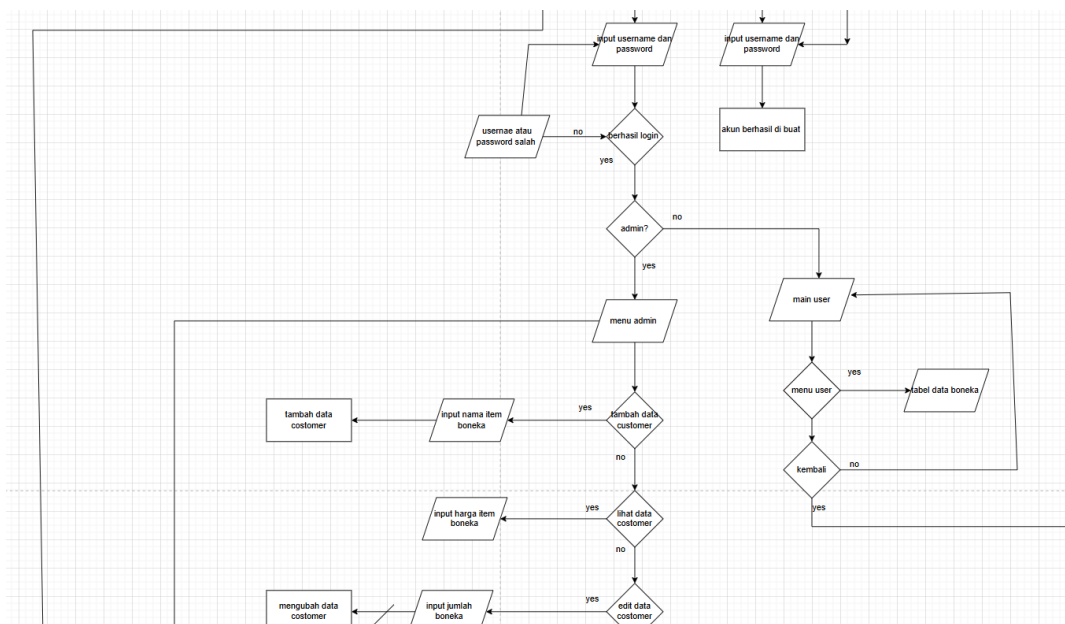 input username dan
password
input username dan
password
usernae atau
password salah
no
berhasil login
akun berhasil di buat
yes
admin?
no
yes
main user
menu admin
menu user
yes
tabel data boneka
tambah data
costomer
input nama item
boneka
yes
tambah data
customer
no
kembali
no
yes
input harga item
boneka
yes
lihat data
costomer
no
mengubah data
costomer
input jumlah
boneka
yes
edit data
costomer